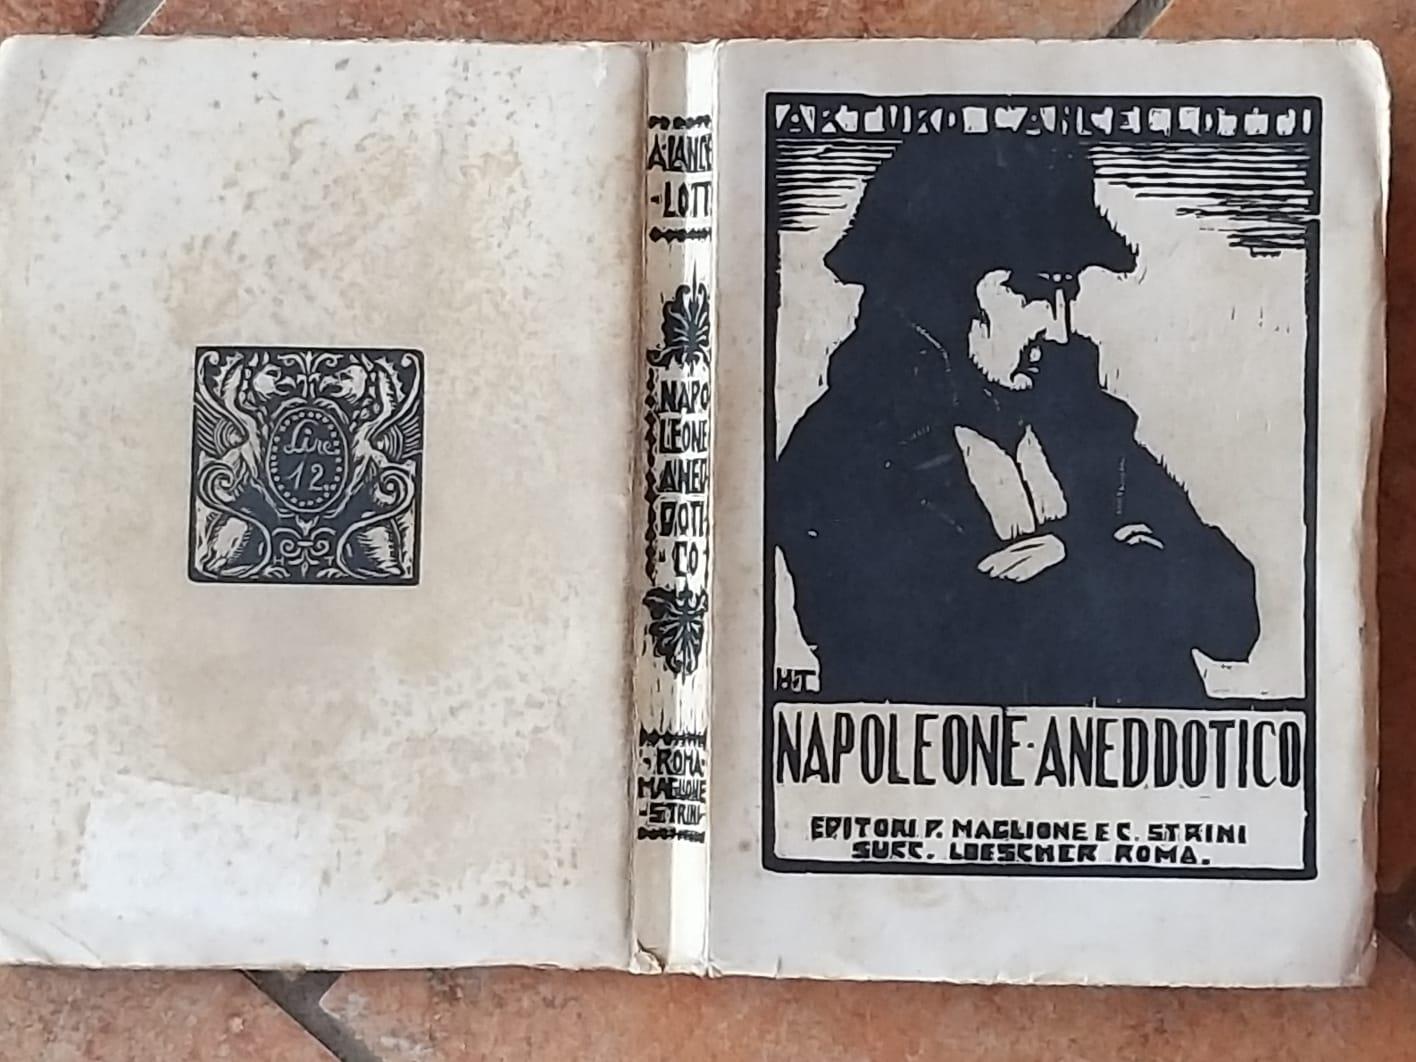 Lire
12
A·LANCE
-LOTTI
NAPO
LEONE
ANED-
DOTI-
-CO-
·ROMA·
MAGLIONE
-STRINI-
ARTURO LANCELLOTTI
HST
NAPOLEONE·ANEDDOTICO
EDITORI P. MAGLIONE E C. STRINI
SUCC. LOESCHER ROMA.